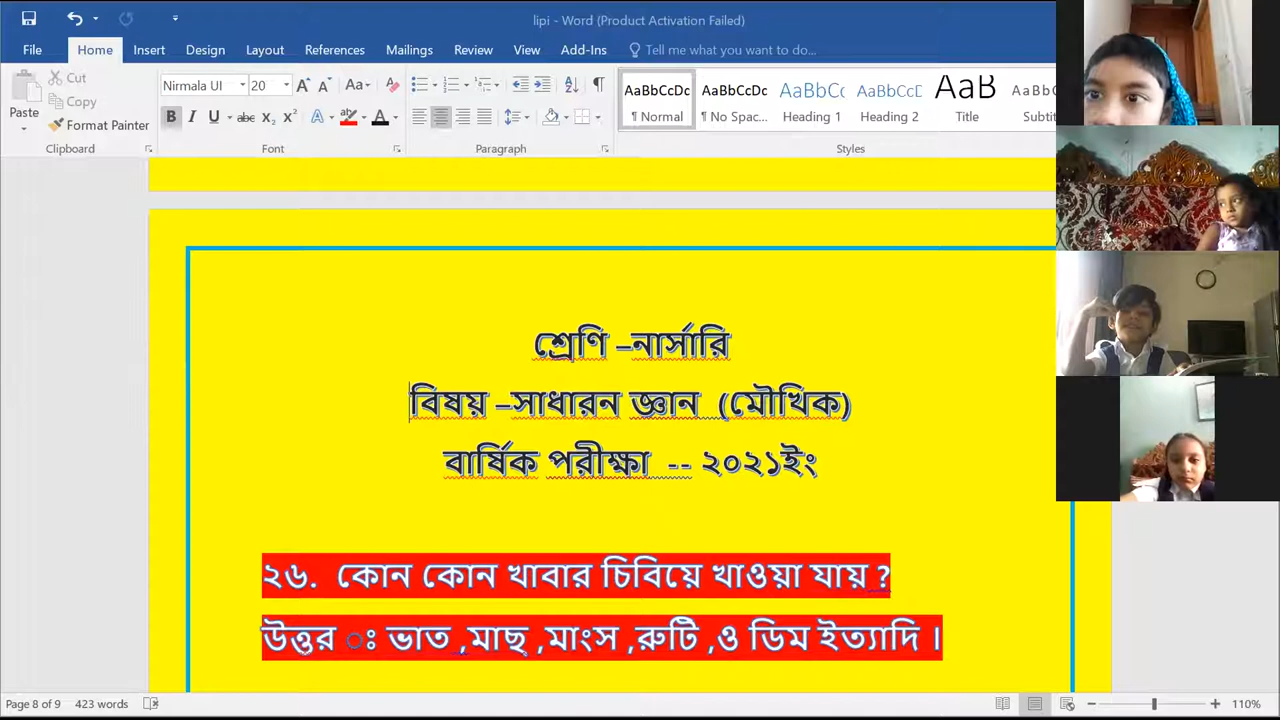 lipi - Word (Product Activation Failed)
File Home Insert Design Layout References Mailings Review View Add-Ins Tell me what you want to do...
Cut
Copy
Paste
Format Painter
Nirmala UI 20
AaBbCcDc AaBbCcDc AaBbCc AaBbCcD AaB
¶ Normal ¶ No Spac... Heading 1 Heading 2 Title Subtit
Clipboard Font Paragraph Styles
শ্রেণি –নার্সারি
বিষয় –সাধারন জ্ঞান (মৌখিক)
বার্ষিক পরীক্ষা -- ২০২১ইং
২৬. কোন কোন খাবার চিবিয়ে খাওয়া যায় ?
উত্তর ঃ ভাত ,মাছ ,মাংস ,রুটি ,ও ডিম ইত্যাদি ।
Page 8 of 9 423 words 110%